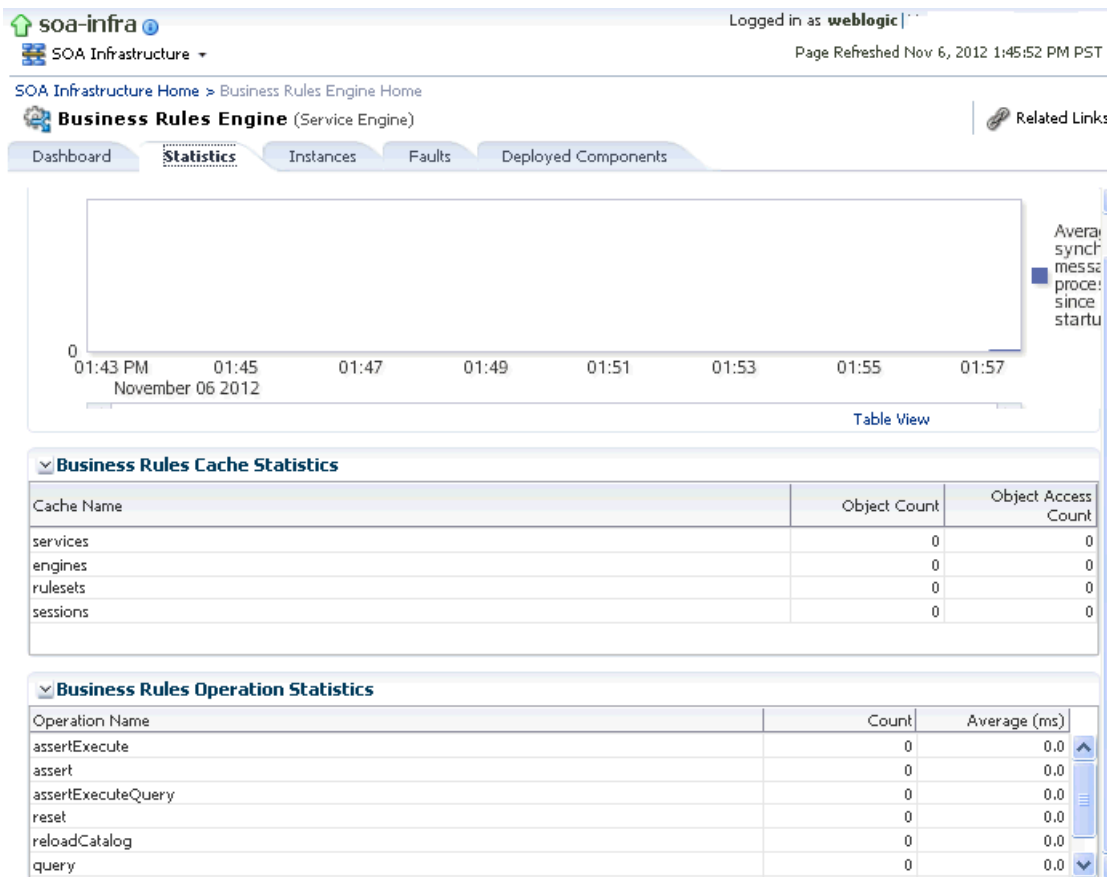 soa-infra
Logged in as weblogic|
SOA Infrastructure
Page Refreshed Nov 6, 2012 1:45:52 PM PST
SOA Infrastructure Home > Business Rules Engine Home
Business Rules Engine (Service Engine)
Related Links
Dashboard Statistics Instances Faults Deployed Components
synch
since
0
01:43 PM 01:45 01:47 01:49 01:51 01:53 01:55 01:57
November 06 2012
Table View
Business Rules Cache Statistics
Cache Name Object Count Object Access
Count
services 0 0
engines 0 0
rulesets 0 0
sessions 0 0
Business Rules Operation Statistics
Operation Name Count Average (ms)
assertExecute 0 0.0
assert 0 0.0
assertExecuteQuery 0 0.0
reset 0 0.0
reloadCatalog 0 0.0
query 0 0.0